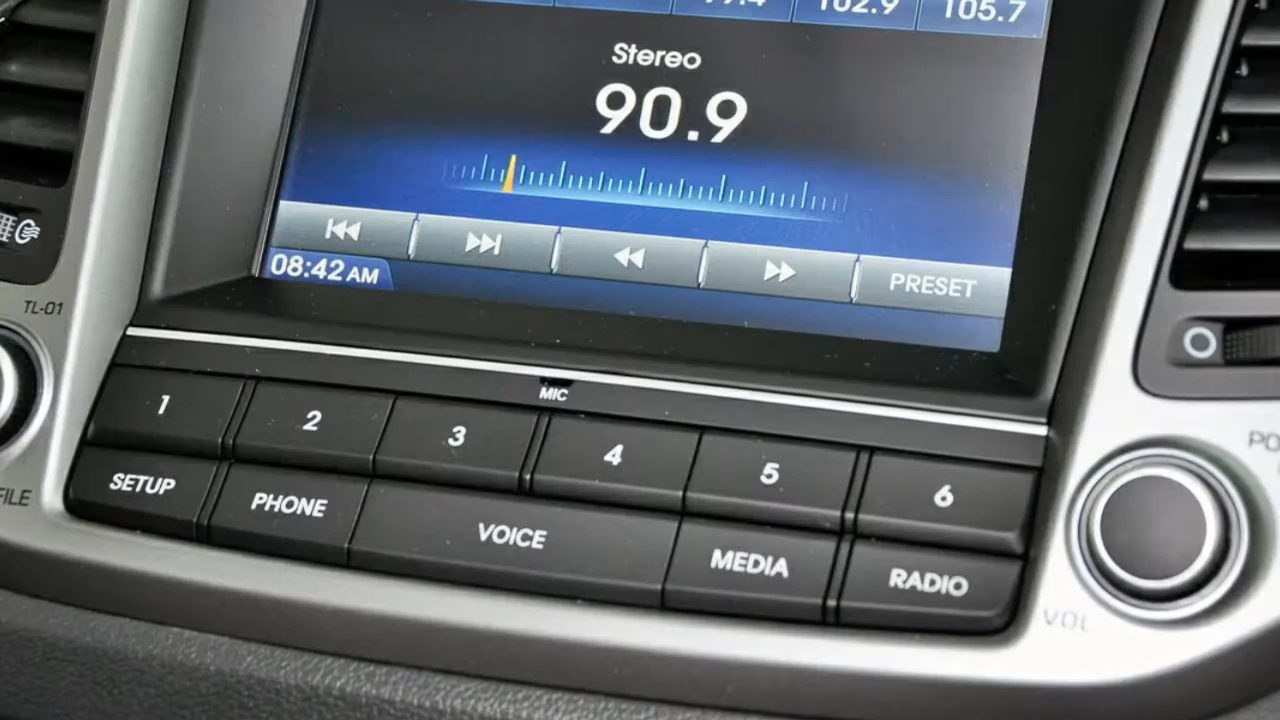 102.9 105.7
Stereo
90.9
PRESET
08:42 AM
TL-01
MIC
1 2 3 4 5 6
FILE
SETUP PHONE VOICE MEDIA RADIO
VOL